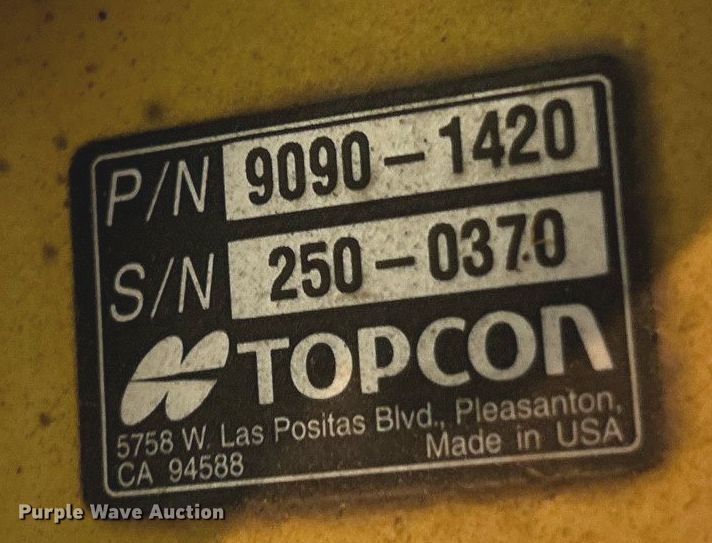 P/N 9090-1420
S/N 250-0370
TOPCON
5758 W. Las Positas Blvd., Pleasanton,
CA 94588 Made in USA
Purple Wave Auction